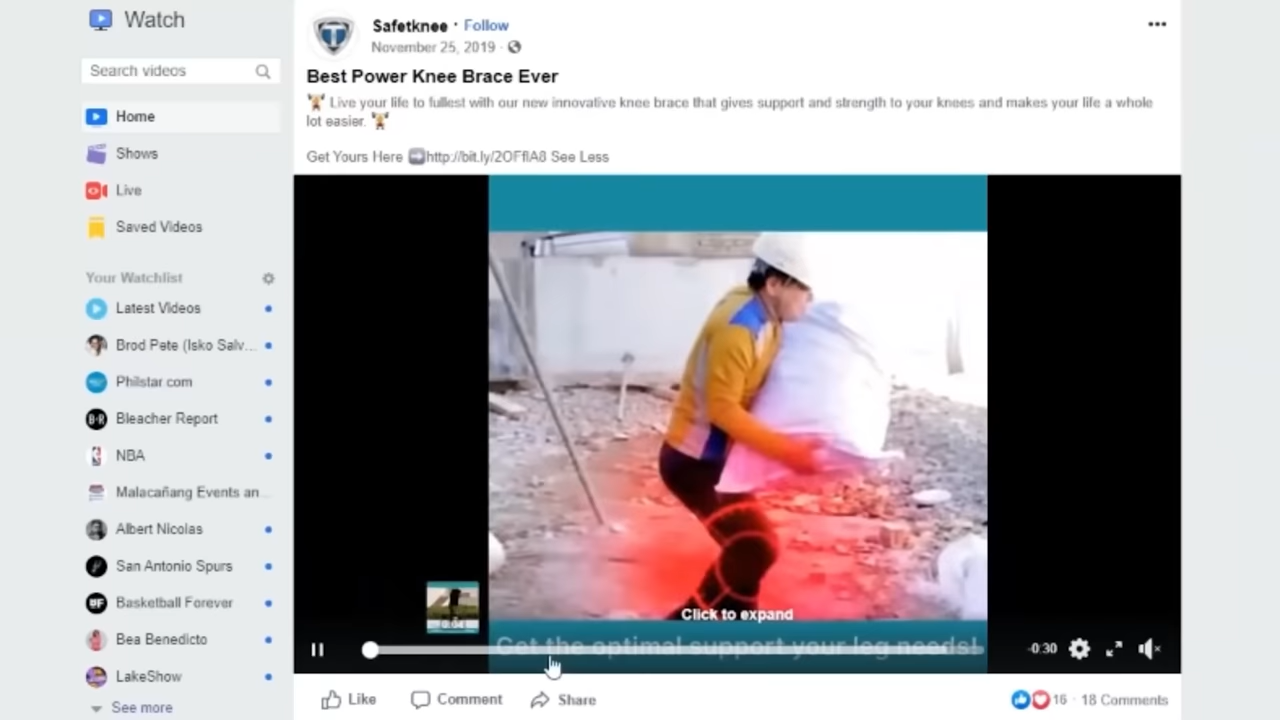 Watch
Search videos
Home
Shows
Live
Saved Videos
Your Watchlist
Latest Videos
Brod Pete (Isko Salv...
Philstar.com
Bleacher Report
NBA
Malacañang Events an...
Albert Nicolas
San Antonio Spurs
Basketball Forever
Bea Benedicto
LakeShow
See more
Safetknee · Follow
November 25, 2019 ·
Best Power Knee Brace Ever
Live your life to fullest with our new innovative knee brace that gives support and strength to your knees and makes your life a whole
lot easier.
Get Yours Here http://bit.ly/2OFflA8 See Less
Click to expand
Get the optimal support your leg needs!
-0:30
Like
Comment
Share
16 · 18 Comments